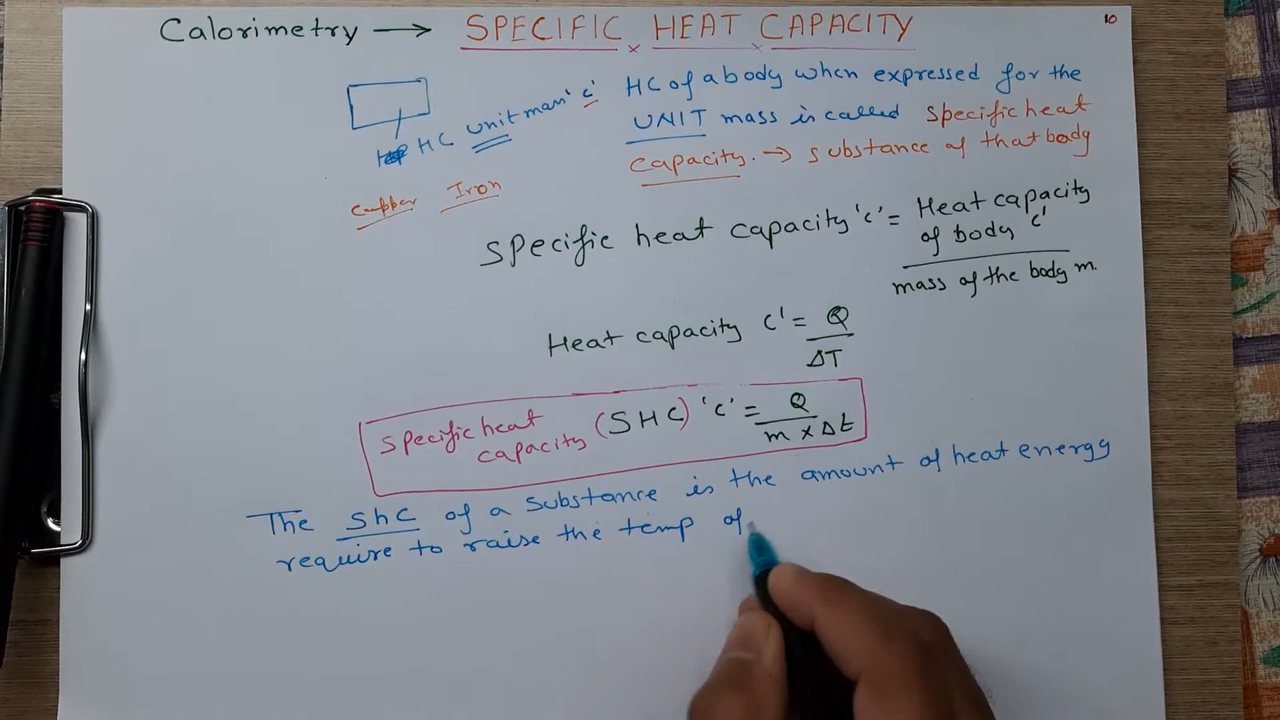 Calorimetry → SPECIFIC HEAT CAPACITY
10
HC unit mass 'c'
Copper Iron
HC of a body when expressed for the
UNIT mass is called specific heat
capacity. → substance of that body
Specific heat capacity 'c' = Heat capacity
of body c'
mass of the body m.
Heat capacity c' = Q
ΔT
Specific heat
capacity (SHC) 'c' = Q
m × Δt
The ShC of a substance is the amount of heat energy
require to raise the temp of